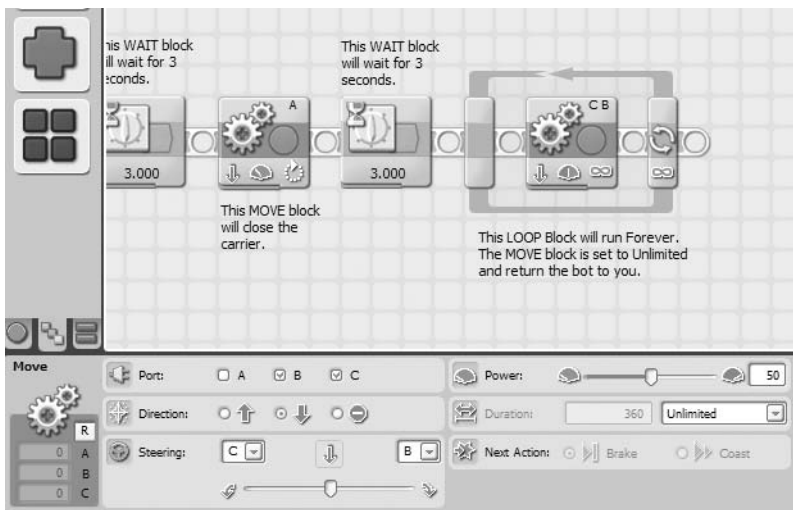 his WAIT block
ill wait for 3
econds.
This WAIT block
will wait for 3
seconds.
A
C B
3.000
3.000
This MOVE block
will close the
carrier.
This LOOP Block will run Forever.
The MOVE block is set to Unlimited
and return the bot to you.
Move
R
0 A
0 B
0 C
Port: A B C
Direction:
Steering: C B
Power: 50
Duration: 360 Unlimited
Next Action: Brake Coast